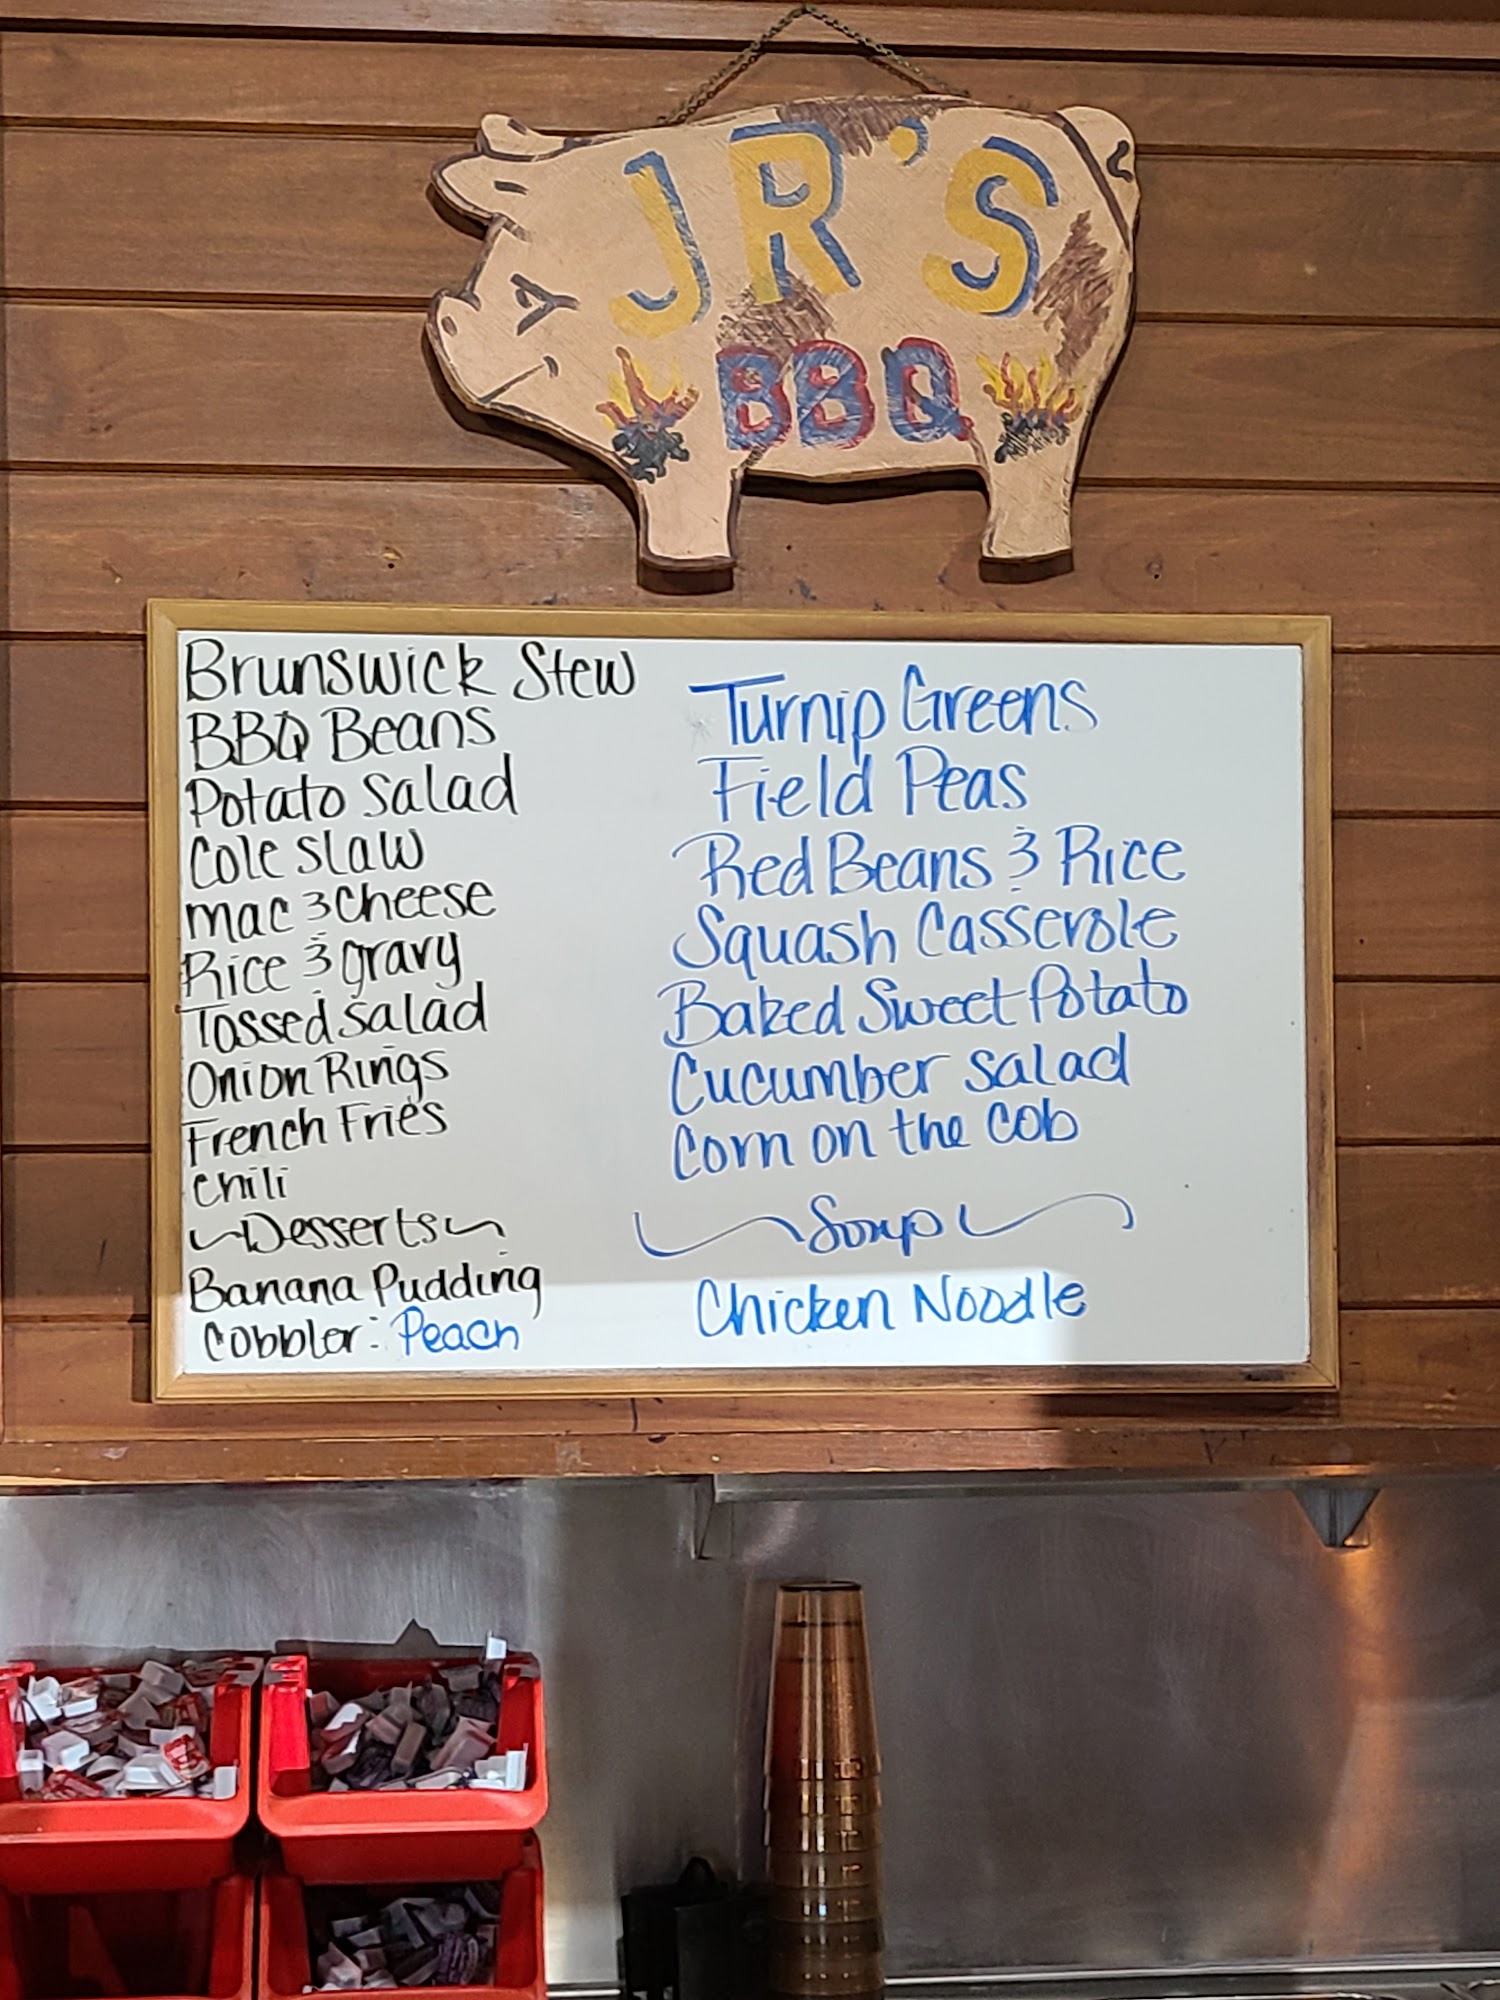 JR'S
BBQ
Brunswick Stew
BBQ Beans
Potato Salad
Cole Slaw
Mac & Cheese
Rice & Gravy
Tossed Salad
Onion Rings
French Fries
Chili
~Desserts~
Banana Pudding
Cobbler: Peach
Turnip Greens
Field Peas
Red Beans & Rice
Squash Casserole
Baked Sweet Potato
Cucumber Salad
Corn on the Cob
~Soup~
Chicken Noodle